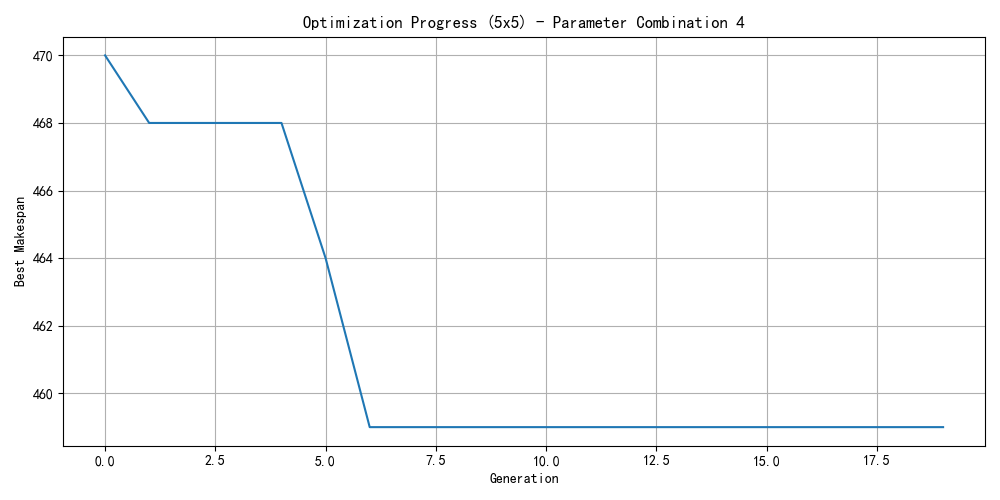 Optimization Progress (5x5) - Parameter Combination 4
470
468
466
464
462
460
Best Makespan
0.0 2.5 5.0 7.5 10.0 12.5 15.0 17.5
Generation